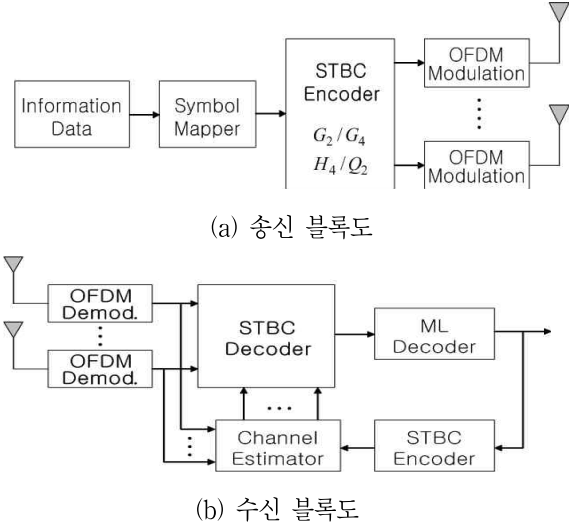 Information
Data
Symbol
Mapper
STBC
Encoder
G₂/G₄
H₄/Q₂
OFDM
Modulation
OFDM
Modulation
(a) 송신 블록도
OFDM
Demod.
OFDM
Demod.
STBC
Decoder
ML
Decoder
Channel
Estimator
STBC
Encoder
(b) 수신 블록도